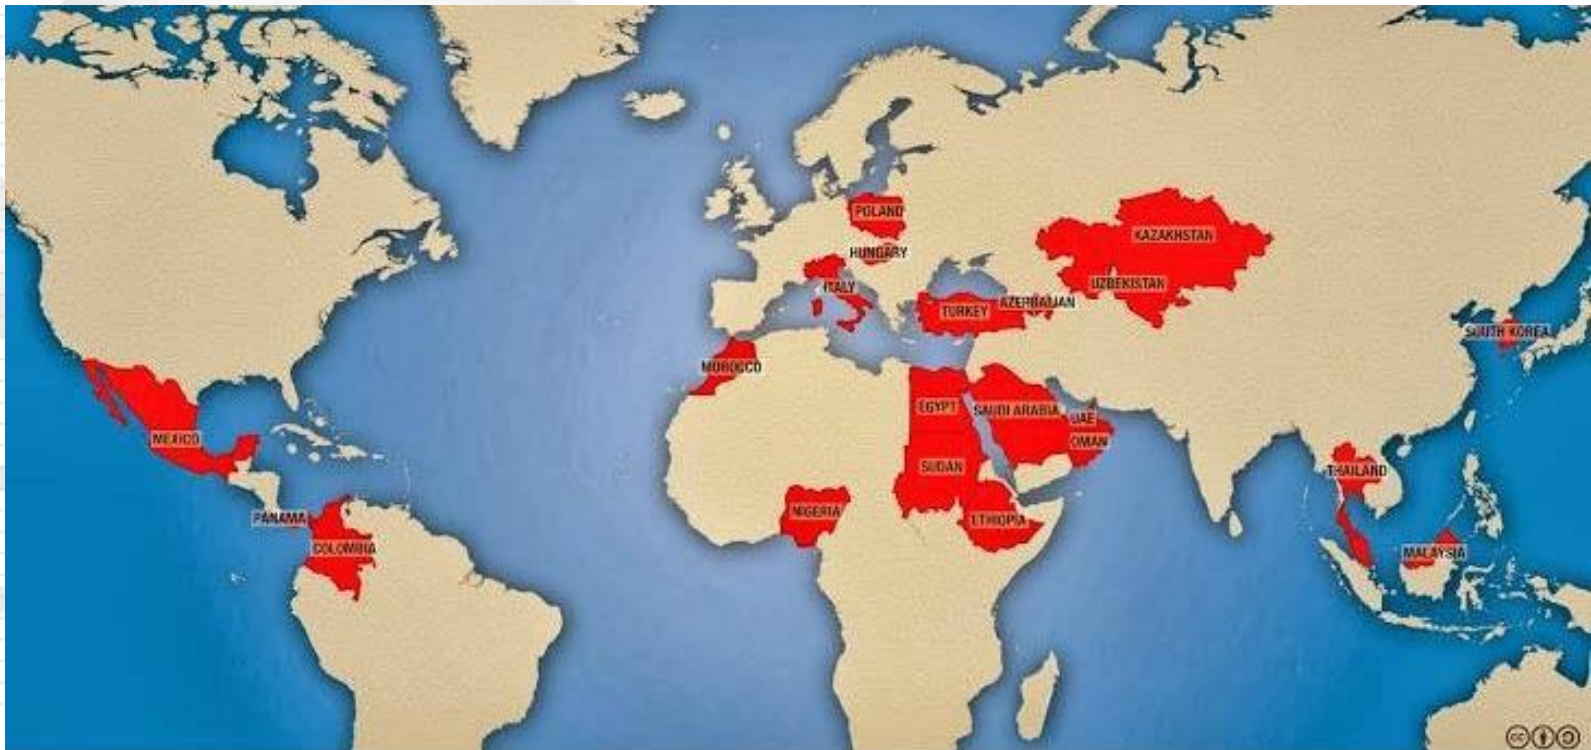 POLAND
KAZAKHSTAN
HUNGARY
UZBEKISTAN
ITALY
AZERBAIJAN
TURKEY
SOUTH KOREA
MOROCCO
EGYPT
SAUDI ARABIA
UAE
MEXICO
OMAN
SUDAN
THAILAND
NIGERIA
PANAMA
ETHIOPIA
COLOMBIA
MALAYSIA
cc